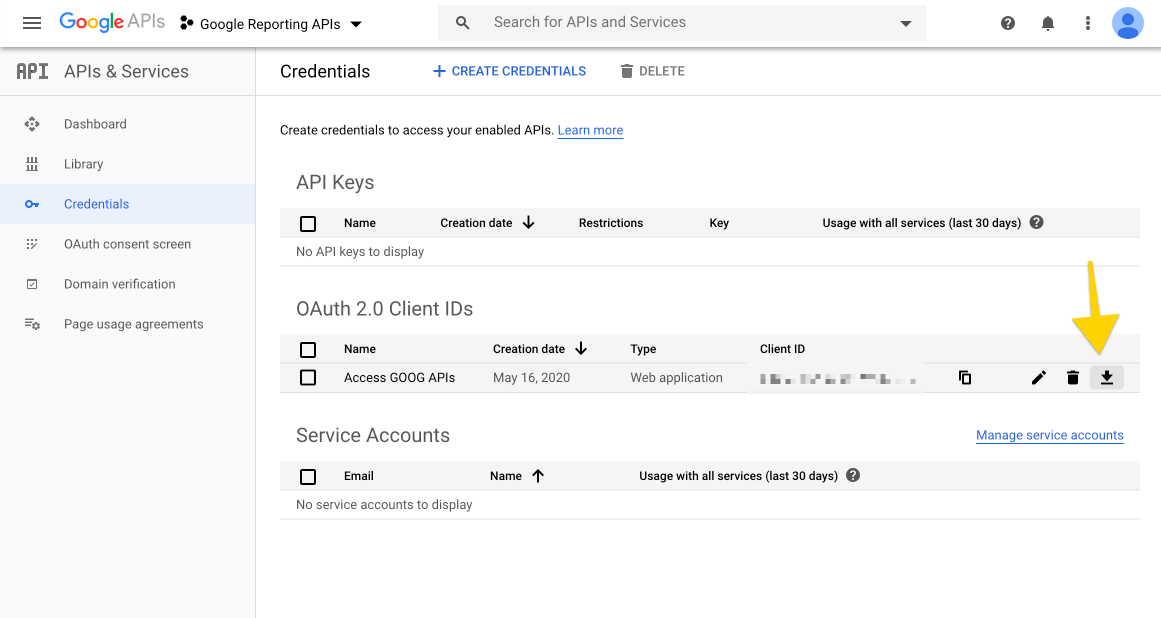 Google APIs
Google Reporting APIs
Search for APIs and Services
API APIs & Services
Credentials
CREATE CREDENTIALS
DELETE
Dashboard
Library
Credentials
OAuth consent screen
Domain verification
Page usage agreements
Create credentials to access your enabled APIs. Learn more
API Keys
Name Creation date Restrictions Key Usage with all services (last 30 days)
No API keys to display
OAuth 2.0 Client IDs
Name Creation date Type Client ID
Access GOOG APIs May 16, 2020 Web application
Service Accounts Manage service accounts
Email Name Usage with all services (last 30 days)
No service accounts to display